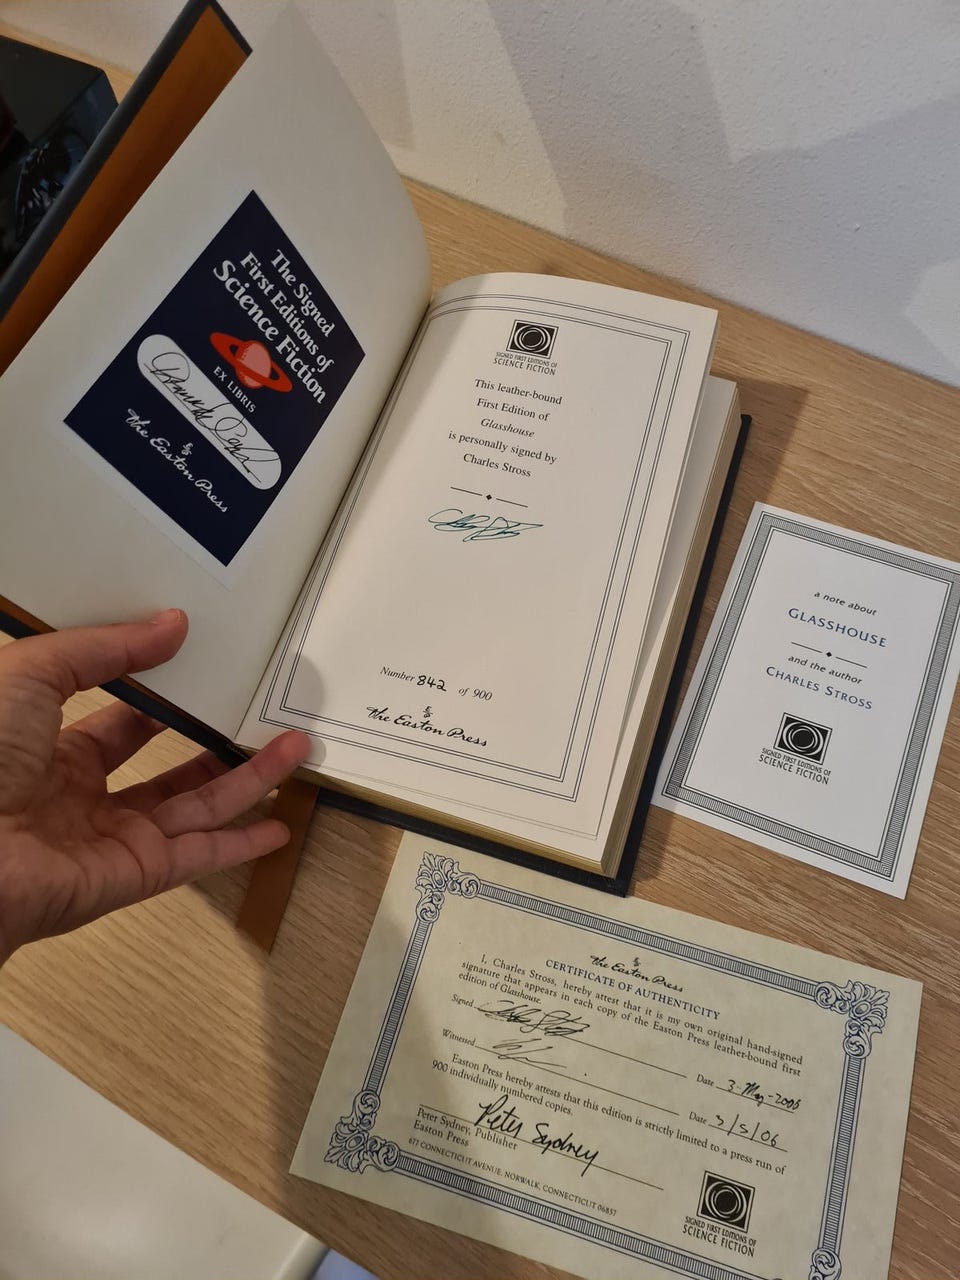 The Signed
First Editions of
Science Fiction
EX LIBRIS
The Easton Press
SIGNED FIRST EDITIONS OF
SCIENCE FICTION
This leather-bound
First Edition of
Glasshouse
is personally signed by
Charles Stross
Number 842 of 900
The Easton Press
a note about
GLASSHOUSE
and the author
CHARLES STROSS
SIGNED FIRST EDITIONS OF
SCIENCE FICTION
The Easton Press
CERTIFICATE OF AUTHENTICITY
I, Charles Stross, hereby attest that it is my own original hand-signed
signature that appears in each copy of the Easton Press leather-bound first
edition of Glasshouse.
Signed
Date 3-May-2006
Witnessed
Date 3/5/06
Easton Press hereby attests that this edition is strictly limited to a press run of
900 individually numbered copies.
Peter Sydney
Peter Sydney, Publisher
Easton Press
677 CONNECTICUT AVENUE, NORWALK, CONNECTICUT 06857
SIGNED FIRST EDITIONS OF
SCIENCE FICTION